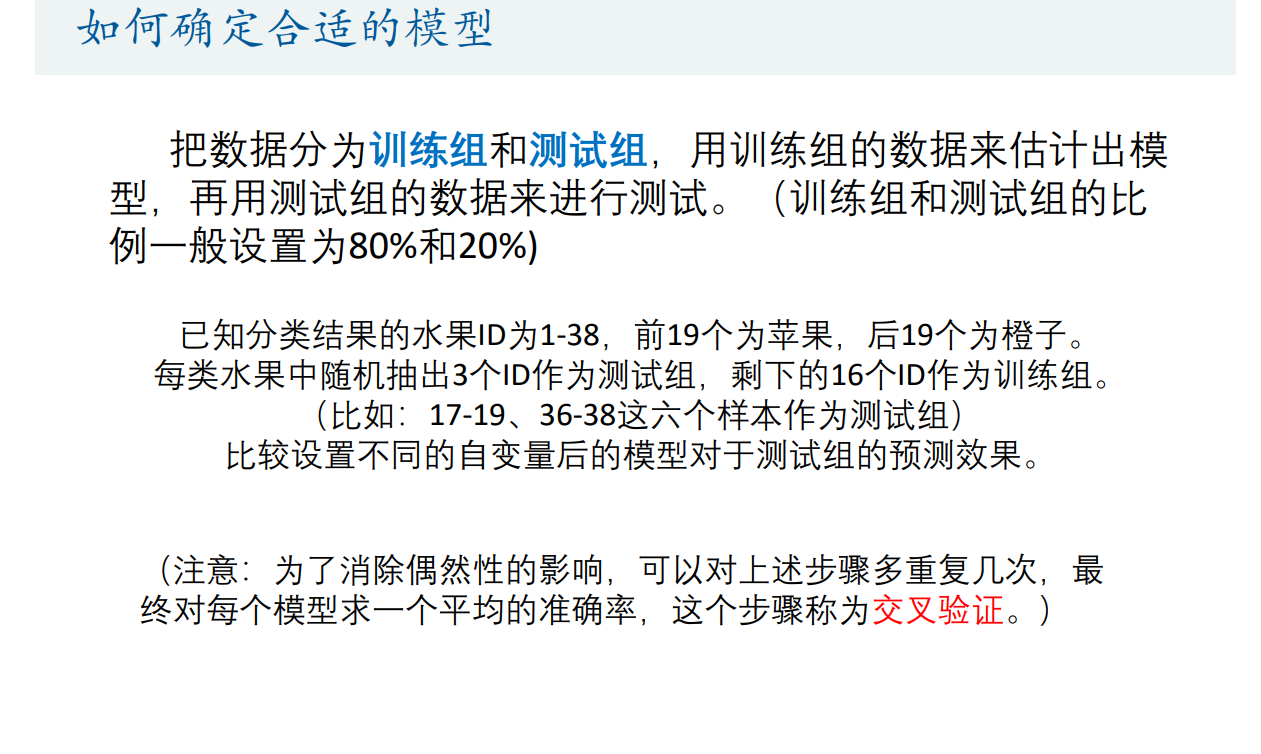 如何确定合适的模型
把数据分为训练组和测试组，用训练组的数据来估计出模
型，再用测试组的数据来进行测试。（训练组和测试组的比
例一般设置为80%和20%)
已知分类结果的水果ID为1-38，前19个为苹果，后19个为橙子。
每类水果中随机抽出3个ID作为测试组，剩下的16个ID作为训练组。
（比如：17-19、36-38这六个样本作为测试组）
比较设置不同的自变量后的模型对于测试组的预测效果。
（注意：为了消除偶然性的影响，可以对上述步骤多重复几次，最
终对每个模型求一个平均的准确率，这个步骤称为交叉验证。）